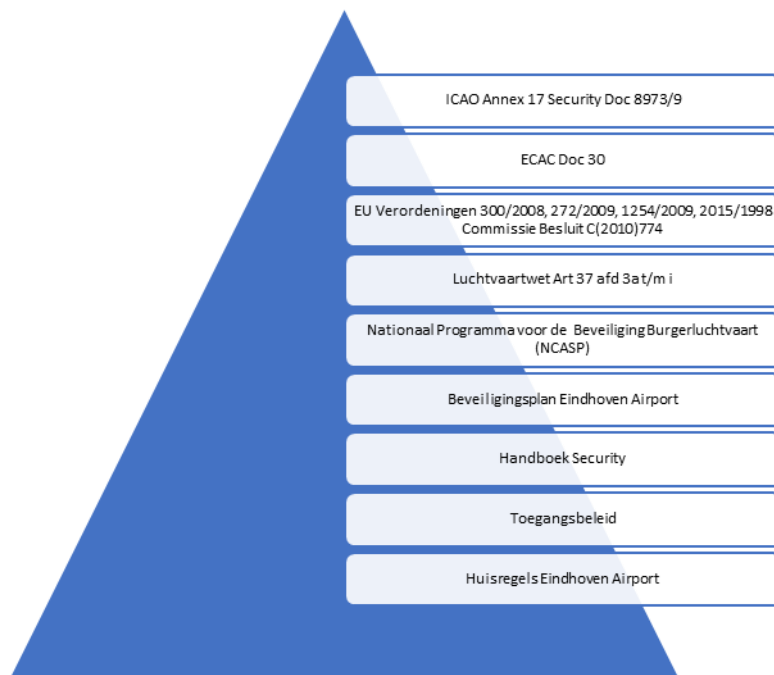 ICAO Annex 17 Security Doc 8973/9
ECAC Doc 30
EU Verordeningen 300/2008, 272/2009, 1254/2009, 2015/1998
Commissie Besluit C(2010)774
Luchtvaartwet Art 37 afd 3a t/m i
Nationaal Programma voor de Beveiliging Burgerluchtvaart
(NCASP)
Beveiligingsplan Eindhoven Airport
Handboek Security
Toegangsbeleid
Huisregels Eindhoven Airport